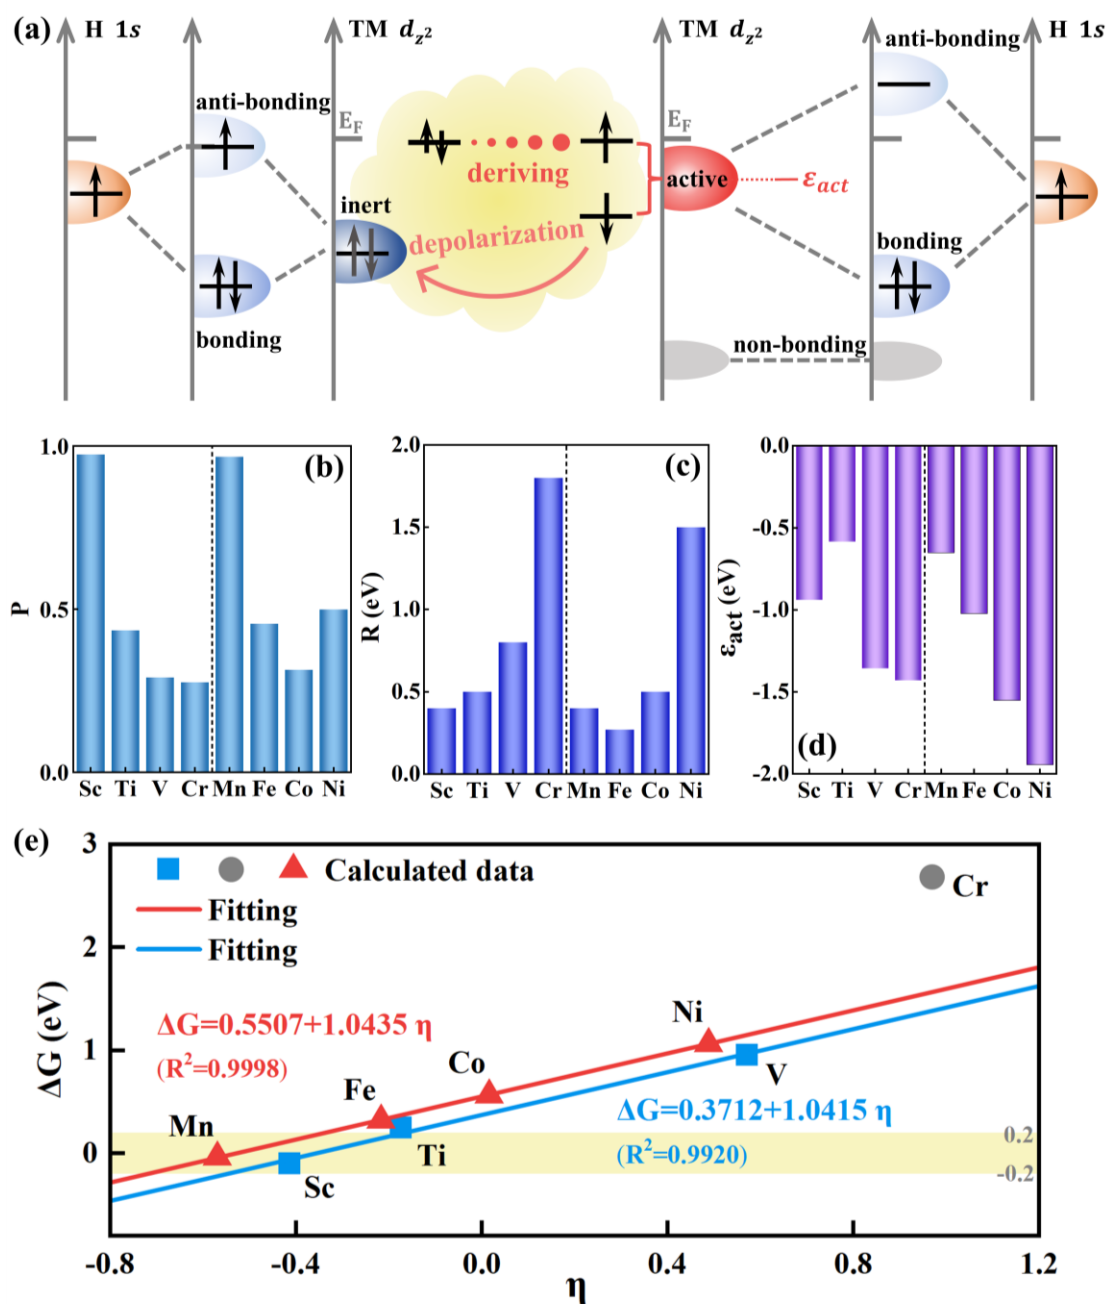 (a) H 1s TM d_{z²} TM d_{z²} H 1s
anti-bonding
anti-bonding
E_F
E_F
deriving
active
ε_act
inert
depolarization
bonding
bonding
non-bonding
(b)
P
1.0
0.5
0.0
Sc Ti V Cr Mn Fe Co Ni
(c)
R (eV)
2.0
1.5
1.0
0.5
0.0
Sc Ti V Cr Mn Fe Co Ni
(d)
ε_act (eV)
0.0
-0.5
-1.0
-1.5
-2.0
Sc Ti V Cr Mn Fe Co Ni
(e)
ΔG (eV)
3
2
1
0
Calculated data
Fitting
Fitting
Cr
ΔG=0.5507+1.0435 η
(R²=0.9998)
Ni
Co
Fe
V
Mn
Ti
Sc
ΔG=0.3712+1.0415 η
(R²=0.9920)
0.2
-0.2
-0.8 -0.4 0.0 0.4 0.8 1.2
η